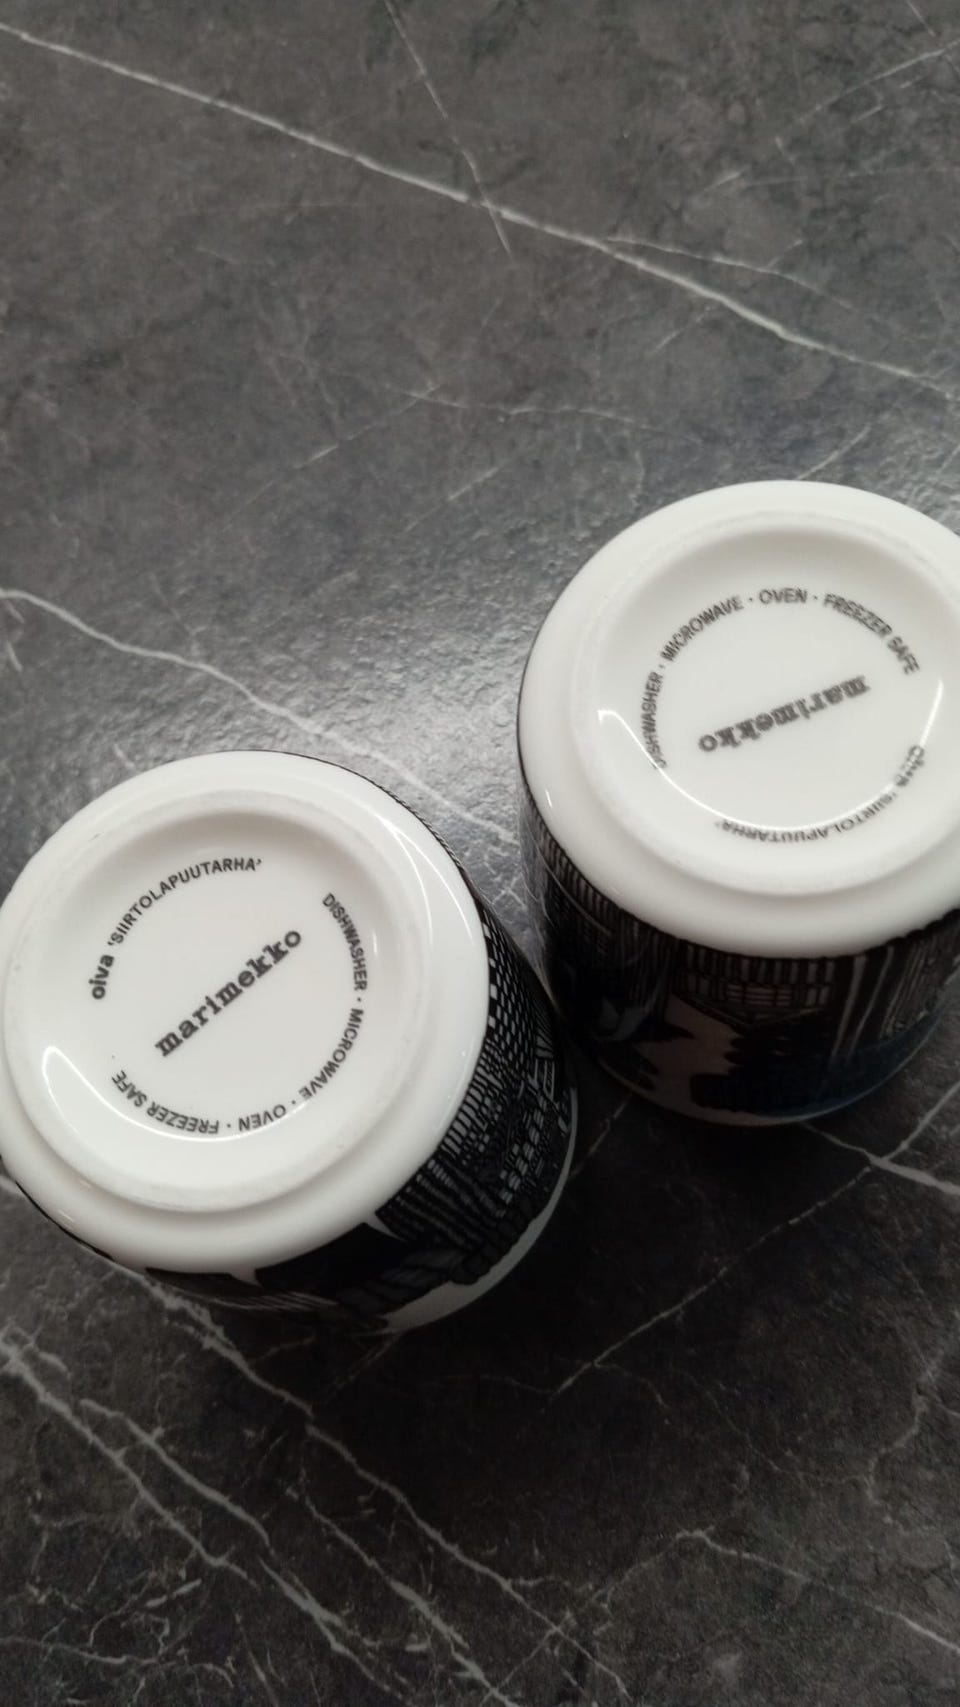 oiva 'SIIRTOLAPUUTARHA'
marimekko
DISHWASHER · MICROWAVE · OVEN · FREEZER SAFE
DISHWASHER · MICROWAVE · OVEN · FREEZER SAFE
marimekko
oiva 'SIIRTOLAPUUTARHA'